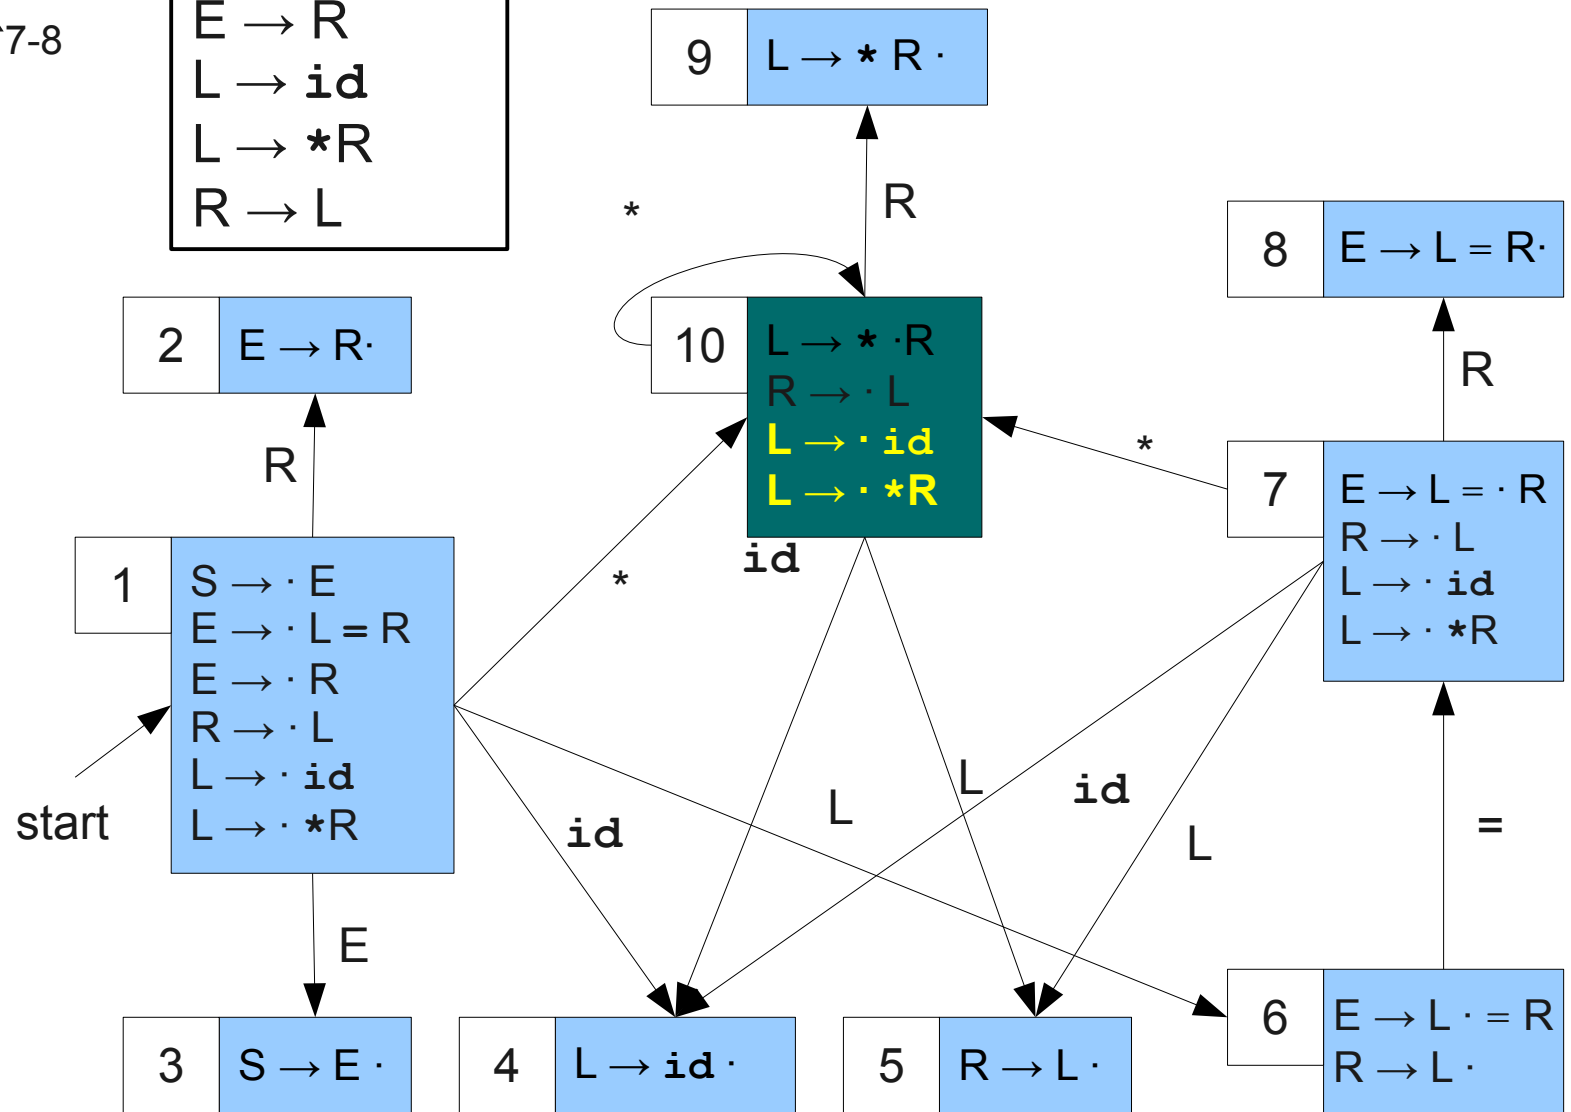 E → R
^7-8
L → id
L → *R
R → L
9
L → * R ·
R
*
8
E → L = R·
2
E → R·
10
L → * ·R
R → · L
L → · id
L → · *R
R
R
*
7
E → L = · R
R → · L
L → · id
L → · *R
1
S → · E
E → · L = R
E → · R
R → · L
L → · id
L → · *R
id
*
start
id
L
L
id
L
=
E
3
S → E ·
4
L → id ·
5
R → L ·
6
E → L · = R
R → L ·